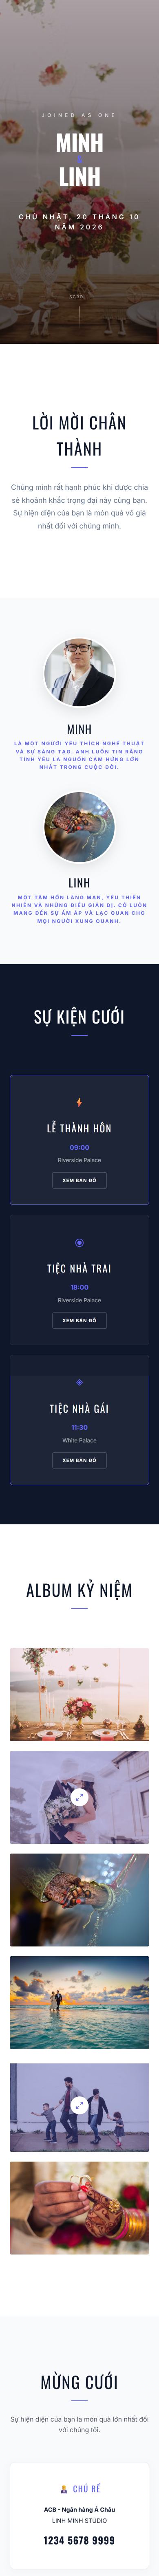 JOINED AS ONE
MINH
&
LINH
CHỦ NHẬT, 20 THÁNG 10
NĂM 2026
SCROLL
LỜI MỜI CHÂN
THÀNH
Chúng mình rất hạnh phúc khi được chia
sẻ khoảnh khắc trọng đại này cùng bạn.
Sự hiện diện của bạn là món quà vô giá
nhất đối với chúng mình.
MINH
LÀ MỘT NGƯỜI YÊU THÍCH NGHỆ THUẬT
VÀ SỰ SÁNG TẠO. ANH LUÔN TIN RẰNG
TÌNH YÊU LÀ NGUỒN CẢM HỨNG LỚN
NHẤT TRONG CUỘC ĐỜI.
LINH
MỘT TÂM HỒN LÃNG MẠN, YÊU THIÊN
NHIÊN VÀ NHỮNG ĐIỀU GIẢN DỊ. CÔ LUÔN
MANG ĐẾN SỰ ẤM ÁP VÀ LẠC QUAN CHO
MỌI NGƯỜI XUNG QUANH.
SỰ KIỆN CƯỚI
LỄ THÀNH HÔN
09:00
Riverside Palace
XEM BẢN ĐỒ
TIỆC NHÀ TRAI
18:00
Riverside Palace
XEM BẢN ĐỒ
TIỆC NHÀ GÁI
11:30
White Palace
XEM BẢN ĐỒ
ALBUM KỶ NIỆM
MỪNG CƯỚI
Sự hiện diện của bạn là món quà lớn nhất đối
với chúng tôi.
CHÚ RỂ
ACB - Ngân hàng Á Châu
LINH MINH STUDIO
1234 5678 9999